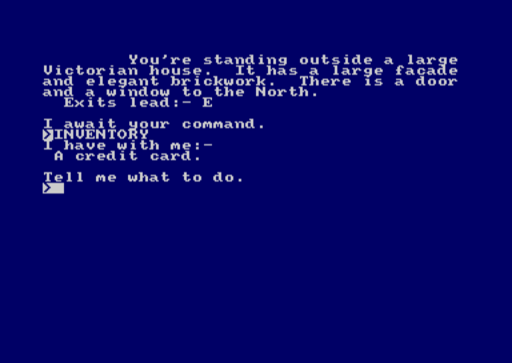 You're standing outside a large
Victorian house. It has a large facade
and elegant brickwork. There is a door
and a window to the North.
Exits lead:- E
I await your command.
>INVENTORY
I have with me:-
A credit card.
Tell me what to do.
>